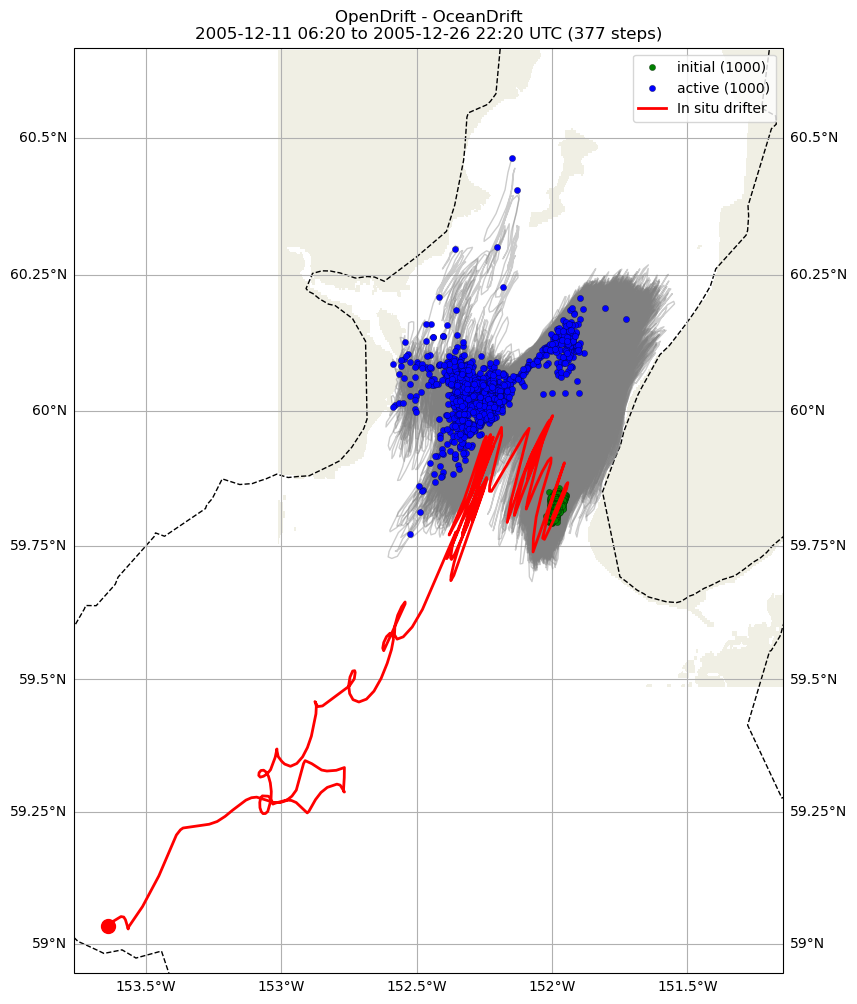 OpenDrift - OceanDrift
2005-12-11 06:20 to 2005-12-26 22:20 UTC (377 steps)
initial (1000)
active (1000)
In situ drifter
60.5°N
60.5°N
60.25°N
60.25°N
60°N
60°N
59.75°N
59.75°N
59.5°N
59.5°N
59.25°N
59.25°N
59°N
59°N
153.5°W
153°W
152.5°W
152°W
151.5°W